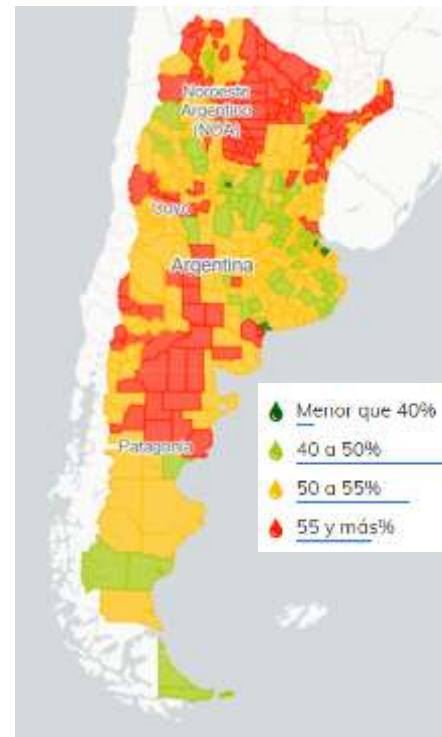 Noroeste
Argentino
(NOA)
Cuyo
Argentina
Patagonia
Menor que 40%
40 a 50%
50 a 55%
55 y más%